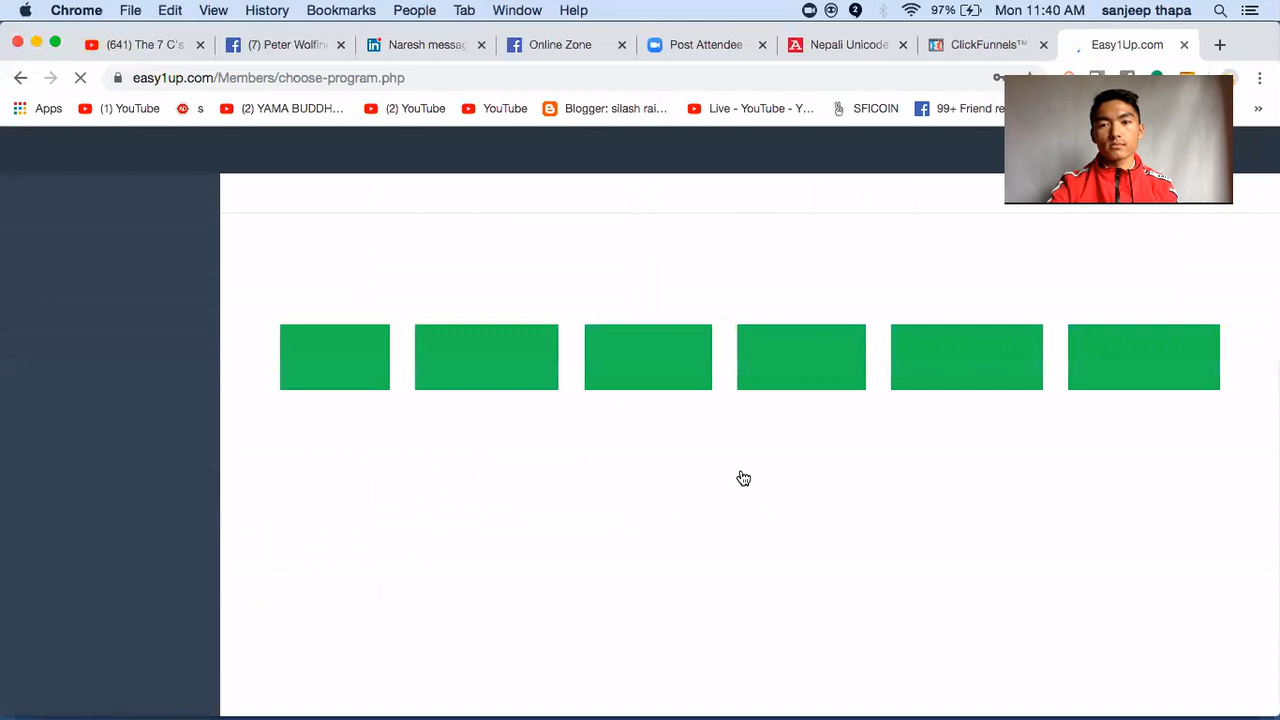 Chrome File Edit View History Bookmarks People Tab Window Help 2 97% Mon 11:40 AM sanjeep thapa
(641) The 7 C's (7) Peter Wolfin Naresh messag Online Zone Post Attendee Nepali Unicode ClickFunnels™ Easy1Up.com
easy1up.com/Members/choose-program.php
Apps (1) YouTube s (2) YAMA BUDDH... (2) YouTube YouTube Blogger: silash rai... Live - YouTube - Y... SFICOIN 99+ Friend re »